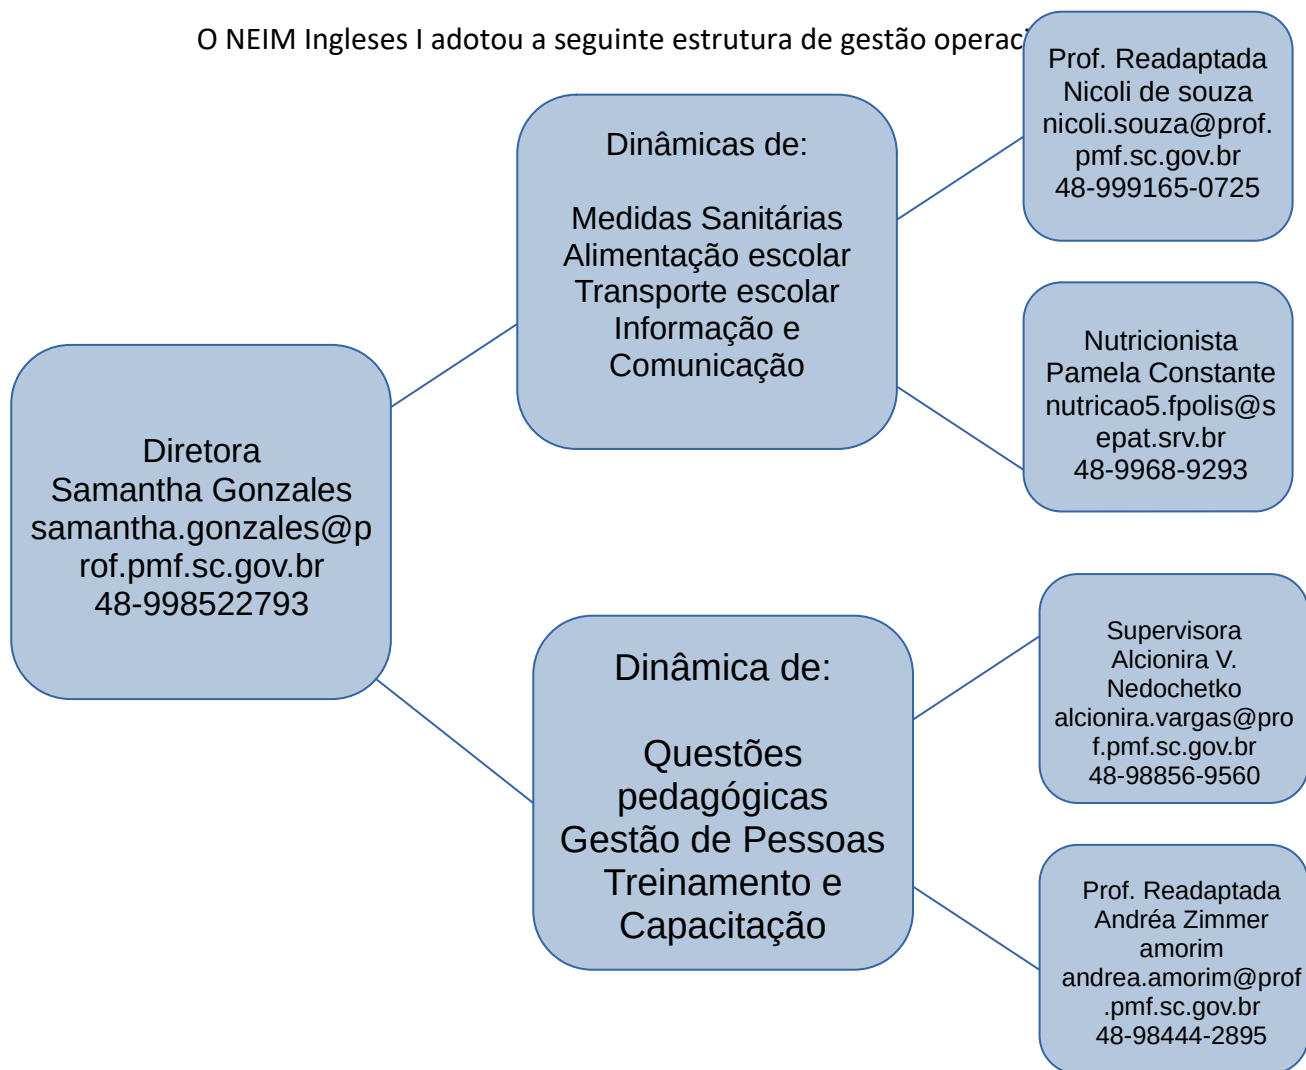 O NEIM Ingleses I adotou a seguinte estrutura de gestão
Diretora
Samantha Gonzales
samantha.gonzales@p
rof.pmf.sc.gov.br
48-998522793
Dinâmicas de:
Medidas Sanitárias
Alimentação escolar
Transporte escolar
Informação e
Comunicação
Prof. Readaptada
Nicoli de souza
nicoli.souza@prof.
pmf.sc.gov.br
48-999165-0725
Nutricionista
Pamela Constante
nutricao5.fpolis@s
epat.srv.br
48-9968-9293
Dinâmica de:
Questões
pedagógicas
Gestão de Pessoas
Treinamento e
Capacitação
Supervisora
Alcionira V.
Nedochetko
alcionira.vargas@pro
f.pmf.sc.gov.br
48-98856-9560
Prof. Readaptada
Andréa Zimmer
amorim
andrea.amorim@prof
.pmf.sc.gov.br
48-98444-2895